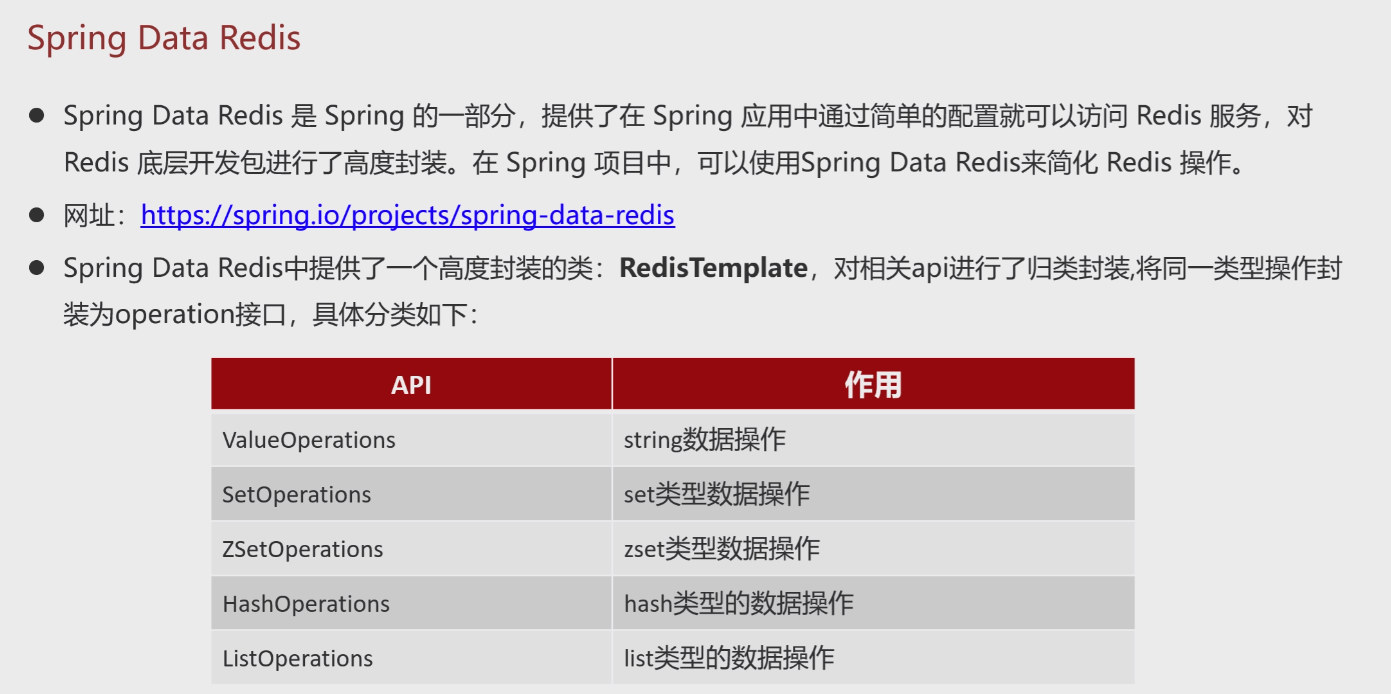 Spring Data Redis
● Spring Data Redis 是 Spring 的一部分，提供了在 Spring 应用中通过简单的配置就可以访问 Redis 服务，对
Redis 底层开发包进行了高度封装。在 Spring 项目中，可以使用Spring Data Redis来简化 Redis 操作。
● 网址：https://spring.io/projects/spring-data-redis
● Spring Data Redis中提供了一个高度封装的类：RedisTemplate，对相关api进行了归类封装,将同一类型操作封
装为operation接口，具体分类如下：
API 作用
ValueOperations string数据操作
SetOperations set类型数据操作
ZSetOperations zset类型数据操作
HashOperations hash类型的数据操作
ListOperations list类型的数据操作